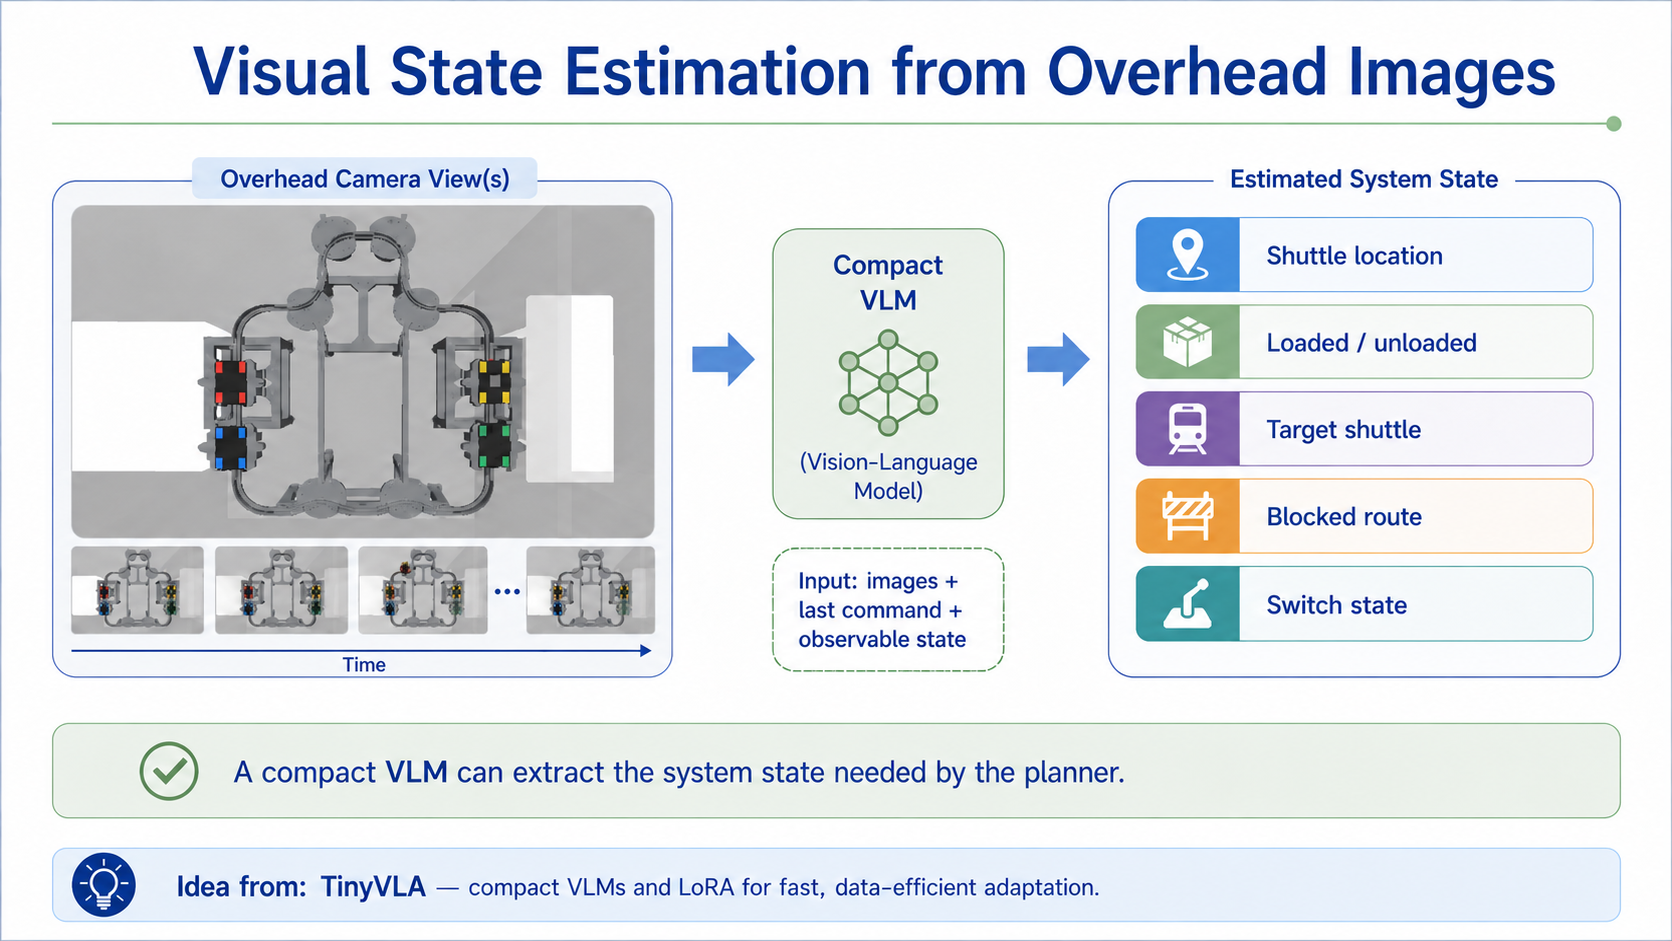 Visual State Estimation from Overhead Images
Overhead Camera View(s)
Time
Compact
VLM
(Vision-Language
Model)
Input: images +
last command +
observable state
Estimated System State
Shuttle location
Loaded / unloaded
Target shuttle
Blocked route
Switch state
A compact VLM can extract the system state needed by the planner.
Idea from: TinyVLA — compact VLMs and LoRA for fast, data-efficient adaptation.